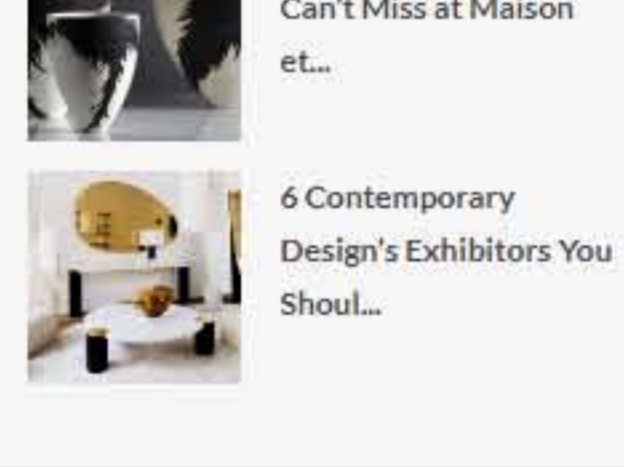 Can't Miss at Maison
et...
6 Contemporary
Design's Exhibitors You
Shoul...